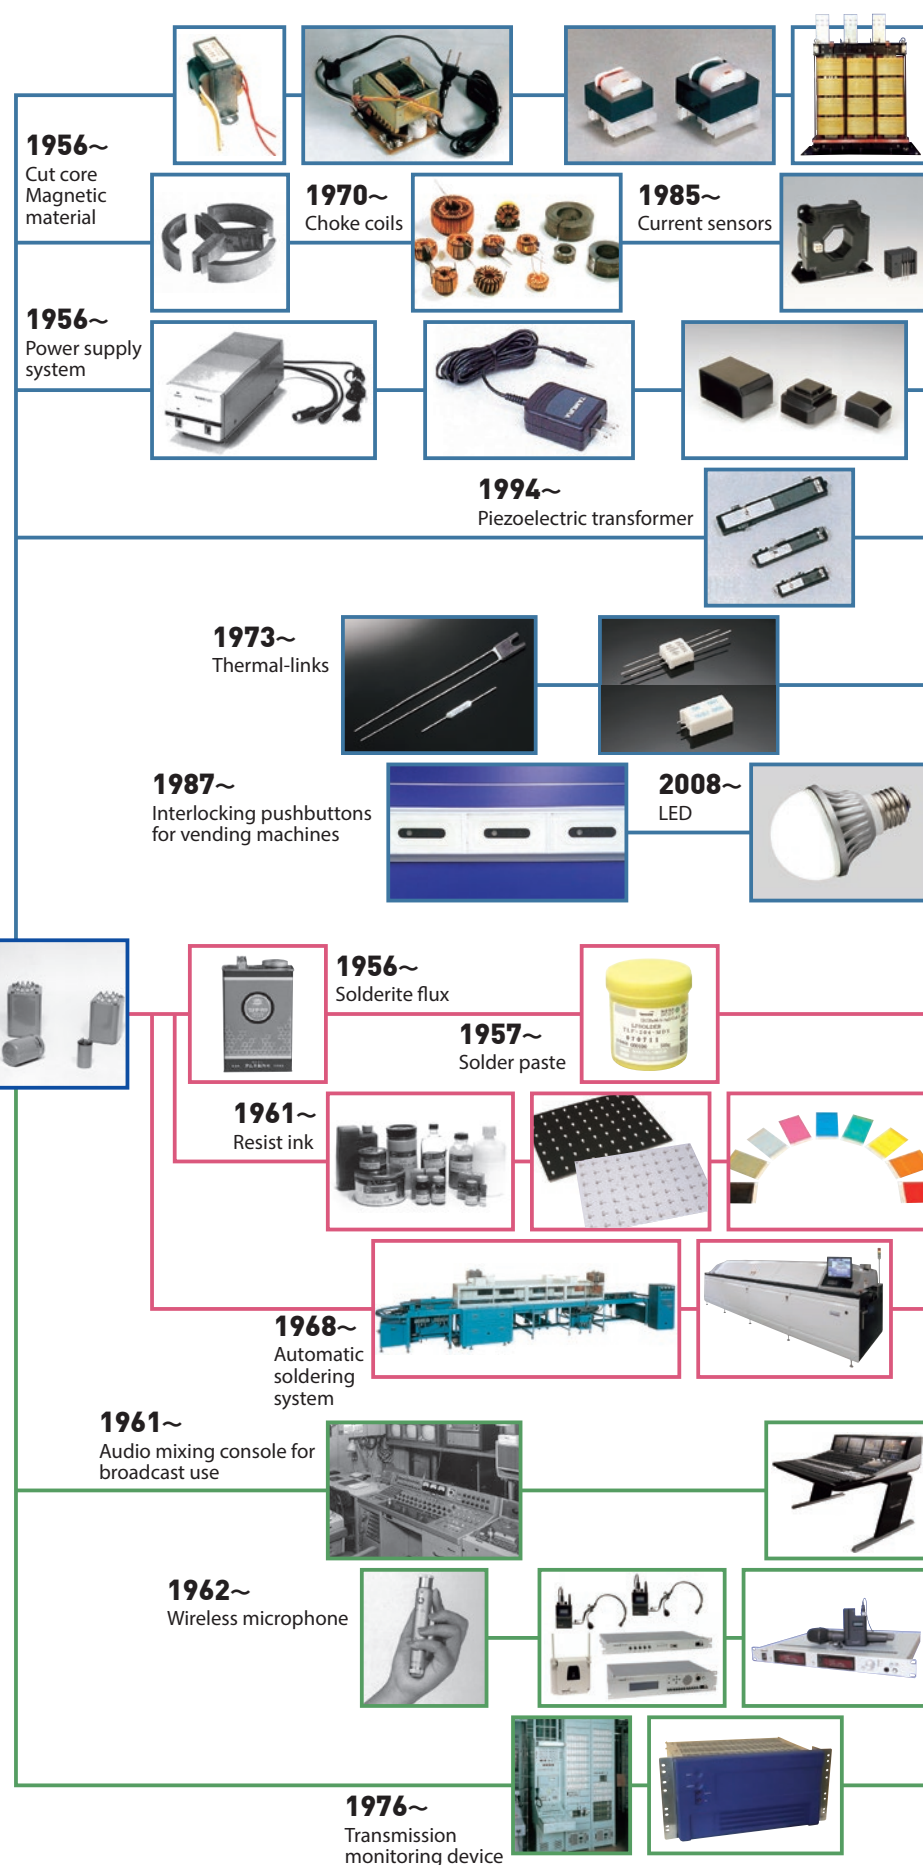 1956～
Cut core
Magnetic
material
1970～
Choke coils
1985～
Current sensors
1956～
Power supply
system
TAMURA
1994～
Piezoelectric transformer
1973～
Thermal-links
1987～
Interlocking pushbuttons
for vending machines
2008～
LED
1956～
Solderite flux
1957～
Solder paste
1961～
Resist ink
1968～
Automatic
soldering
system
1961～
Audio mixing console for
broadcast use
1962～
Wireless microphone
1976～
Transmission
monitoring device